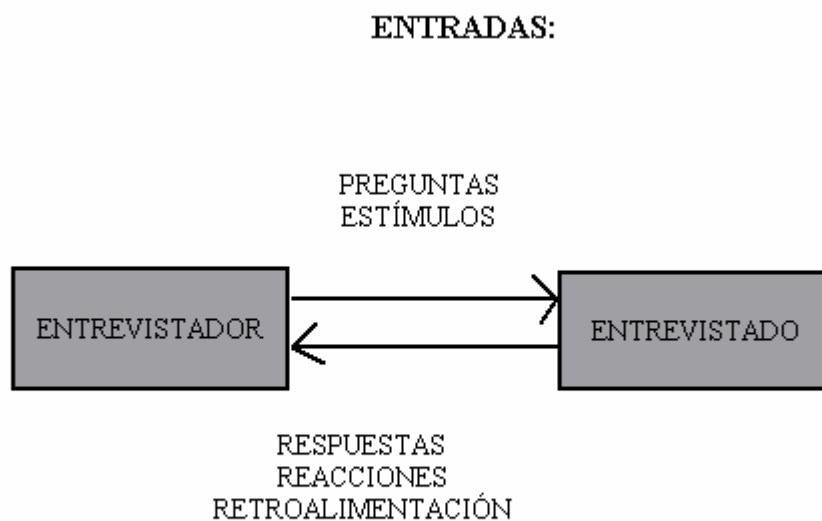 ENTRADAS:
PREGUNTAS
ESTÍMULOS
ENTREVISTADOR
ENTREVISTADO
RESPUESTAS
REACCIONES
RETROALIMENTACIÓN